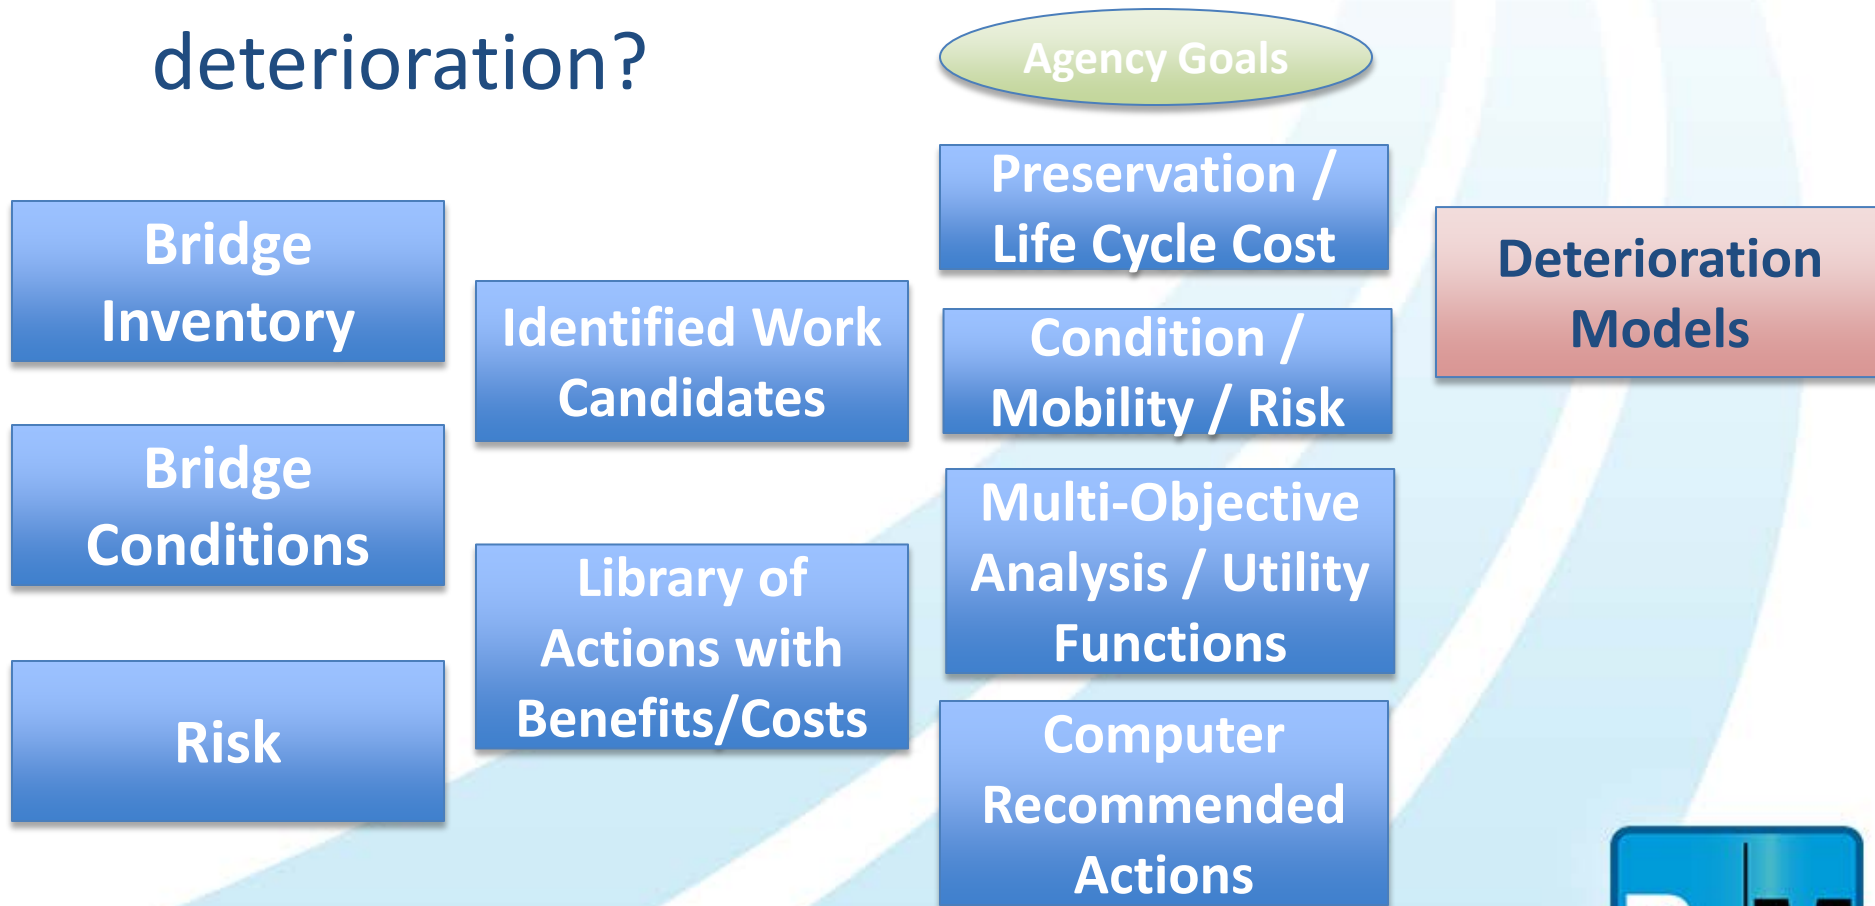 deterioration?
Agency Goals
Bridge
Inventory
Bridge
Conditions
Risk
Identified Work
Candidates
Library of
Actions with
Benefits/Costs
Preservation /
Life Cycle Cost
Condition /
Mobility / Risk
Multi-Objective
Analysis / Utility
Functions
Computer
Recommended
Actions
Deterioration
Models